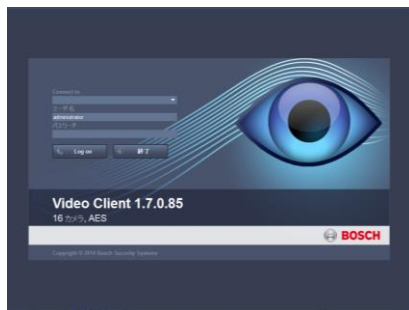 Connect to
ユーザ名
administrator
パスワード
Log on
終了
Video Client 1.7.0.85
16 カメラ, AES
BOSCH
Copyright © 2014 Bosch Security Systems